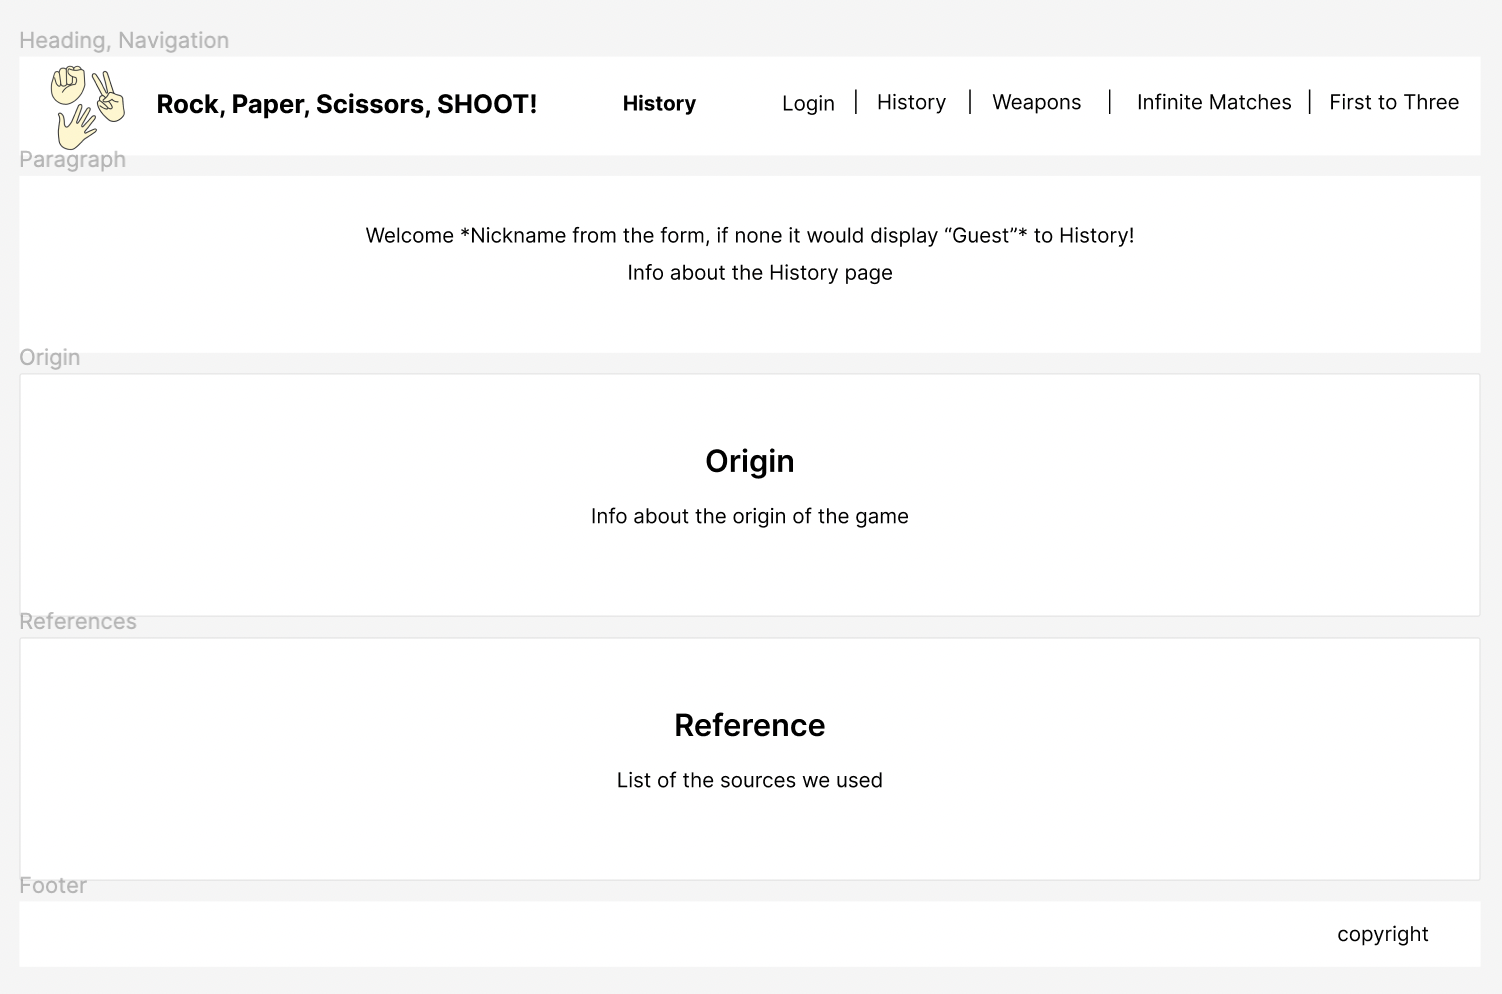 Heading, Navigation
Rock, Paper, Scissors, SHOOT! History Login | History | Weapons | Infinite Matches | First to Three
Paragraph
Welcome *Nickname from the form, if none it would display “Guest”* to History!
Info about the History page
Origin
Origin
Info about the origin of the game
References
Reference
List of the sources we used
Footer
copyright